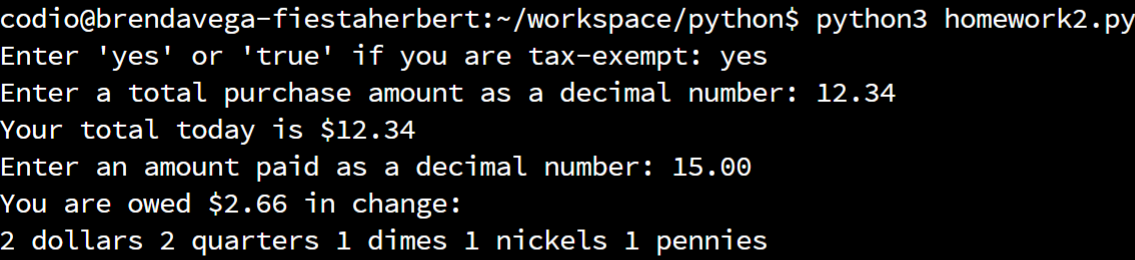 codio@brendavega-fiestaherbert:~/workspace/python$ python3 homework2.py
Enter 'yes' or 'true' if you are tax-exempt: yes
Enter a total purchase amount as a decimal number: 12.34
Your total today is $12.34
Enter an amount paid as a decimal number: 15.00
You are owed $2.66 in change:
2 dollars 2 quarters 1 dimes 1 nickels 1 pennies